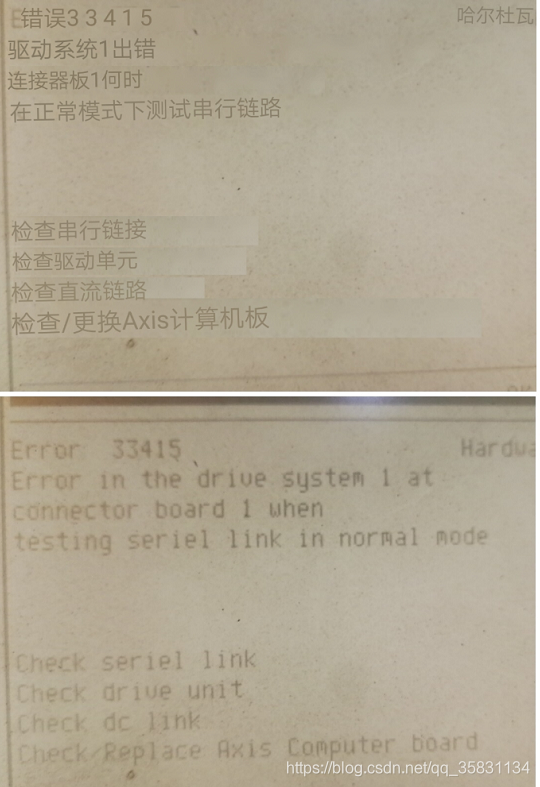 错误33415 哈尔杜瓦
驱动系统1出错
连接器板1何时
在正常模式下测试串行链路
检查串行链接
检查驱动单元
检查直流链路
检查/更换Axis计算机板
Error 33415 Hardwa
Error in the drive system 1 at
connector board 1 when
testing seriel link in normal mode
Check seriel link
Check drive unit
Check dc link
Check/Replace Axis Computer board
https://blog.csdn.net/qq_35831134